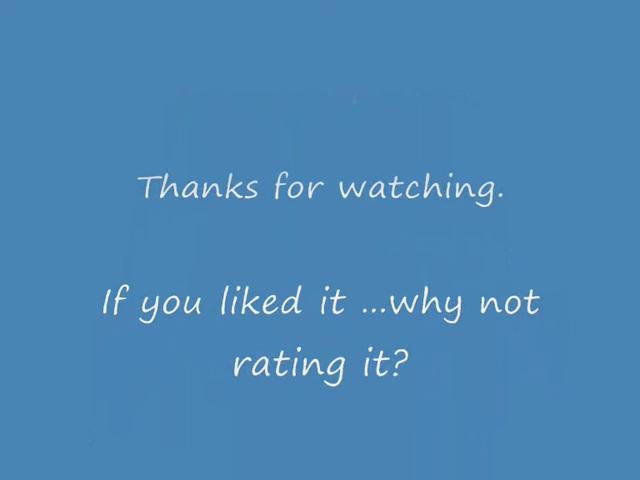 Thanks for watching.
If you liked it ...why not
rating it?